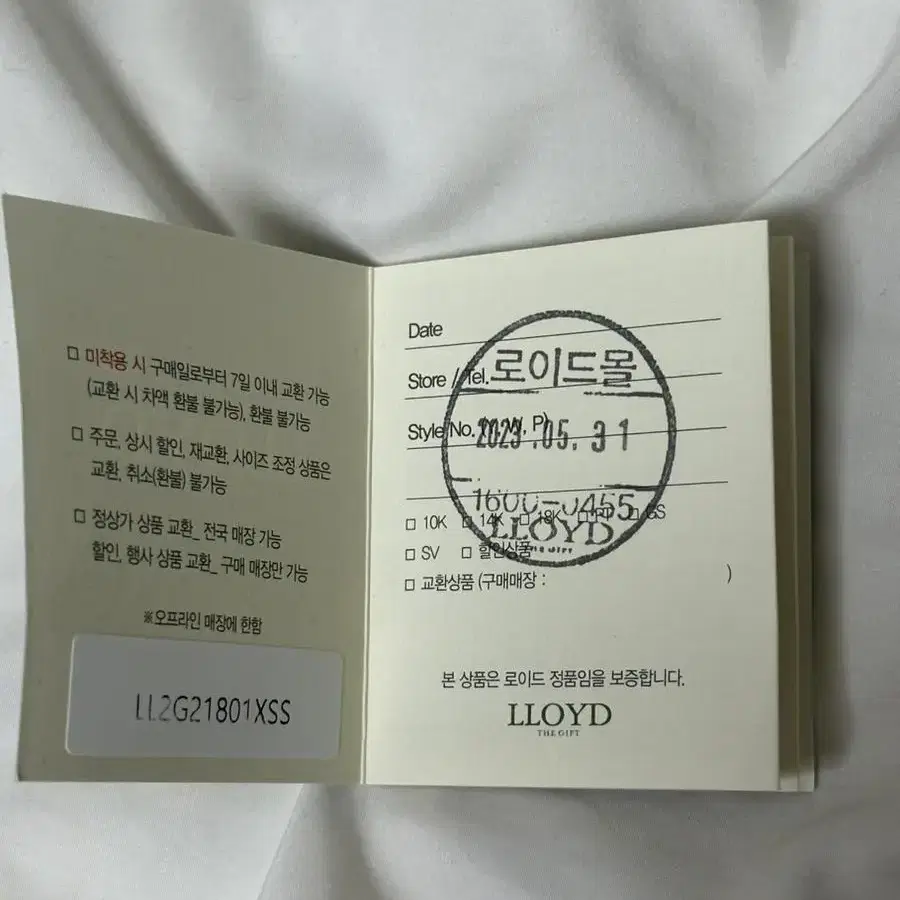 □ 미착용 시 구매일로부터 7일 이내 교환 가능
(교환 시 차액 환불 불가능), 환불 불가능
□ 주문, 상시 할인, 재교환, 사이즈 조정 상품은
교환, 취소(환불) 불가능
□ 정상가 상품 교환_ 전국 매장 가능
할인, 행사 상품 교환_ 구매 매장만 가능
※오프라인 매장에 한함
LL2G21801XSS
Date
Store / Tel.
로이드몰
Style No.
2023.05.31
1600-0455
LLOYD
THE GIFT
□ 10K □ 14K □ 18K □ PT □ GS
□ SV □ 할인상품
□ 교환상품 (구매매장 : )
본 상품은 로이드 정품임을 보증합니다.
LLOYD
THE GIFT